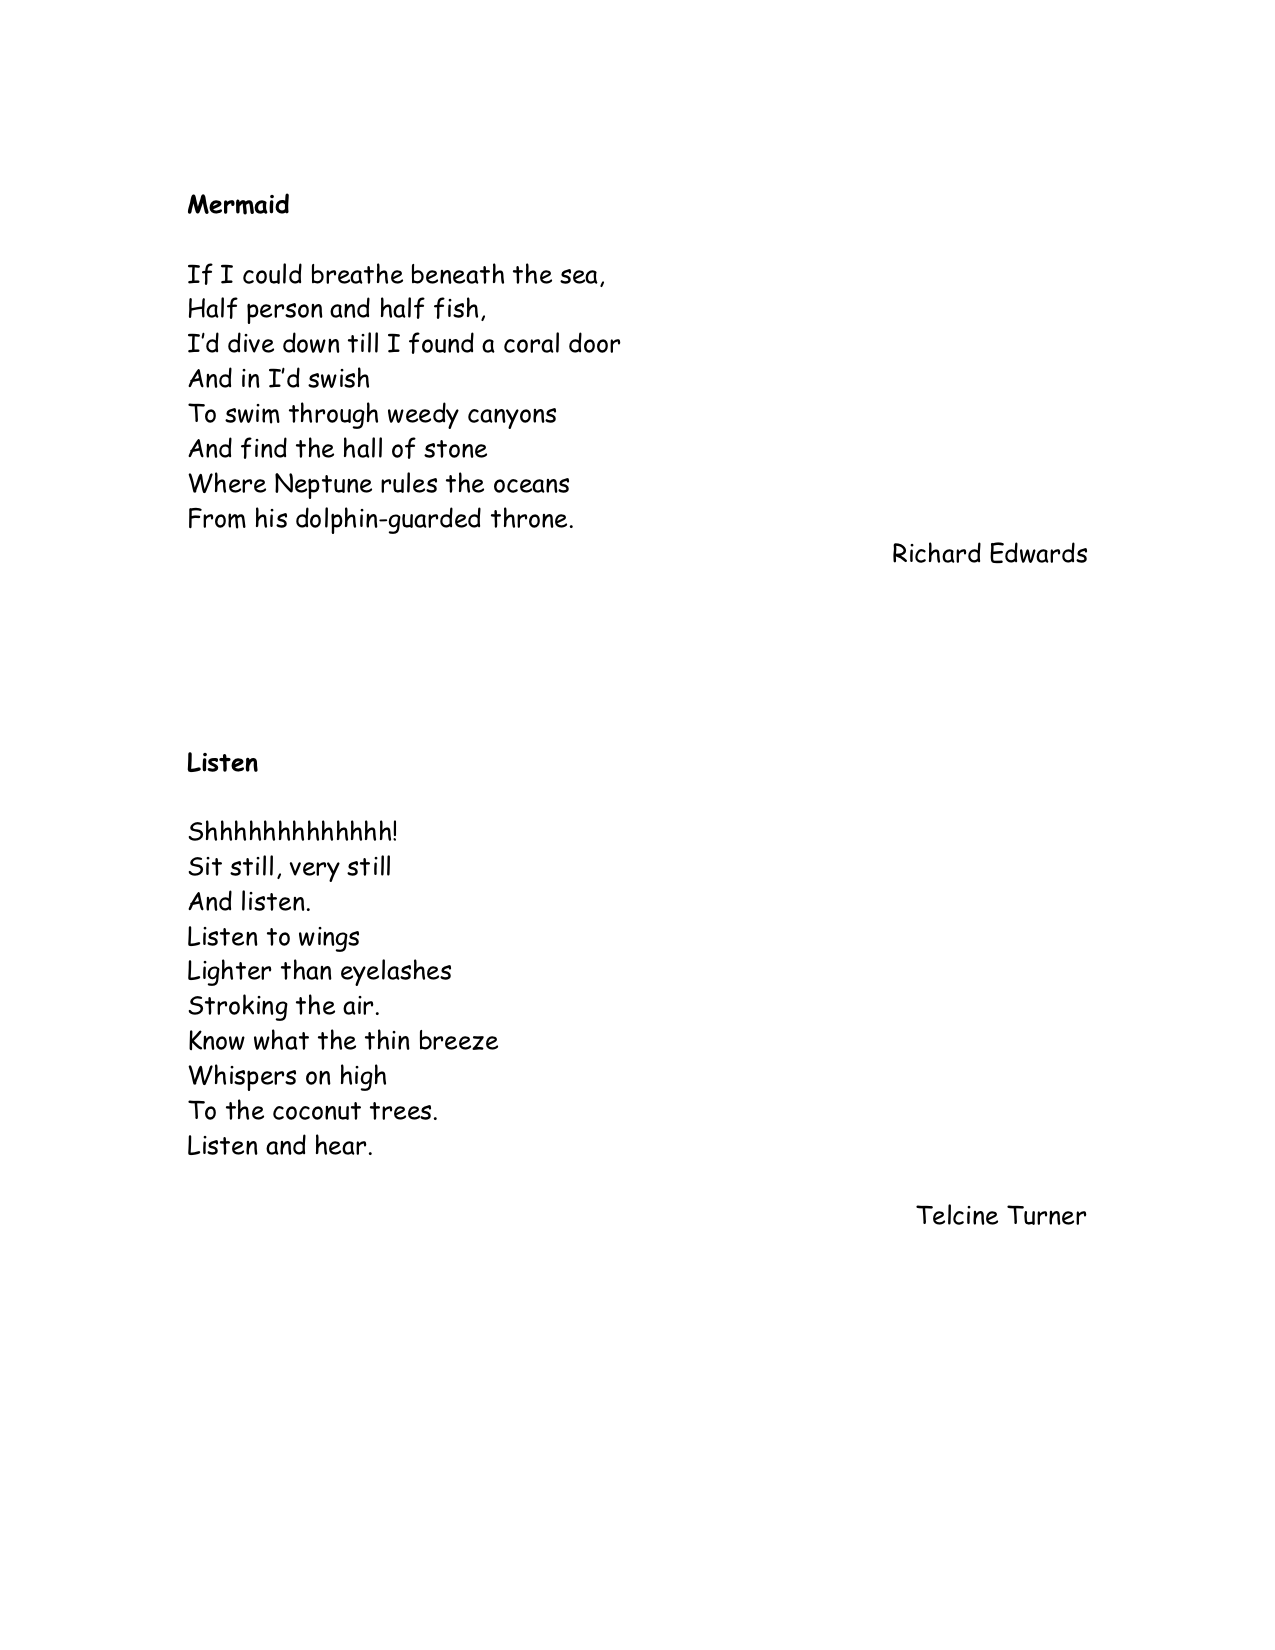 Mermaid
If I could breathe beneath the sea,
Half person and half fish,
I’d dive down till I found a coral door
And in I’d swish
To swim through weedy canyons
And find the hall of stone
Where Neptune rules the oceans
From his dolphin-guarded throne.
Richard Edwards
Listen
Shhhhhhhhhhhhh!
Sit still, very still
And listen.
Listen to wings
Lighter than eyelashes
Stroking the air.
Know what the thin breeze
Whispers on high
To the coconut trees.
Listen and hear.
Telcine Turner